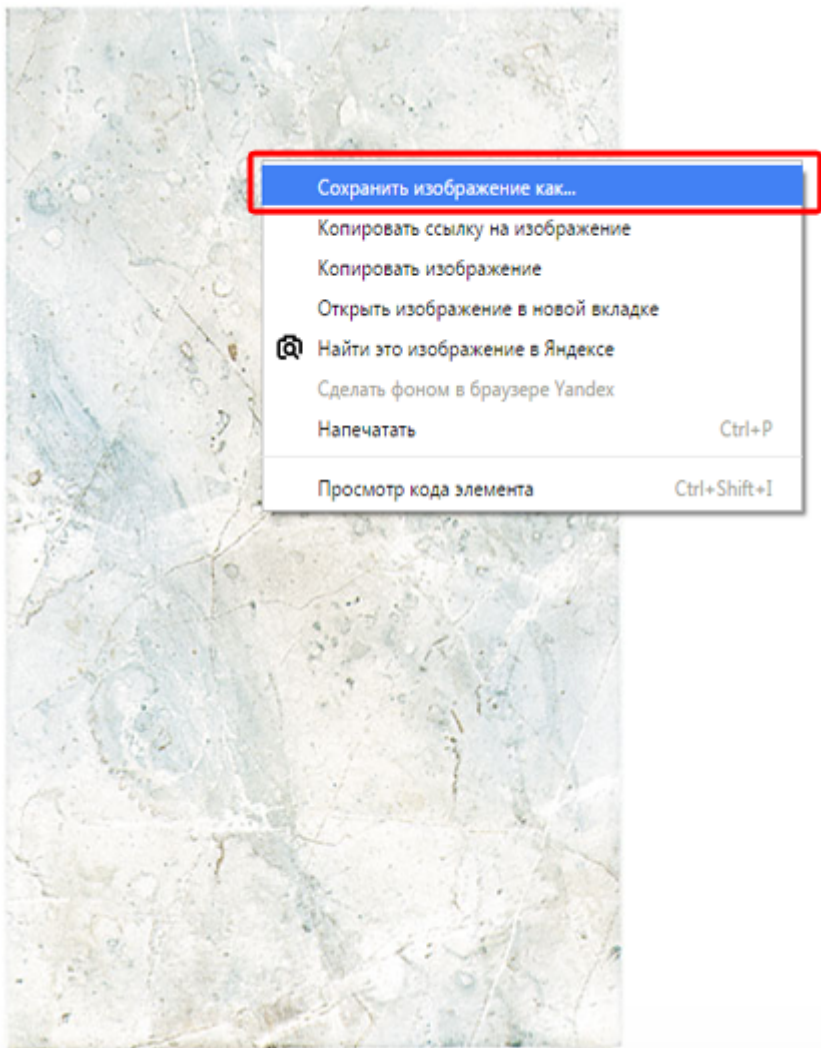 Сохранить изображение как...
Копировать ссылку на изображение
Копировать изображение
Открыть изображение в новой вкладке
Найти это изображение в Яндексе
Сделать фоном в браузере Yandex
Напечатать Ctrl+P
Просмотр кода элемента Ctrl+Shift+I